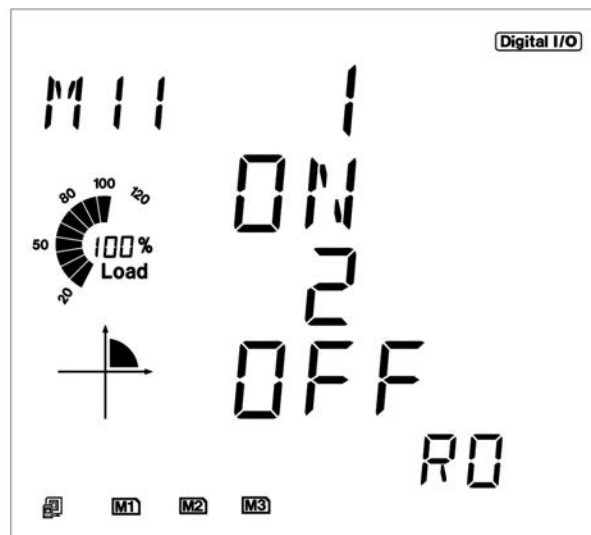 Digital I/O
M11 1
ON
80 100 120
50 100%
Load
20
2
OFF
RO
M1 M2 M3